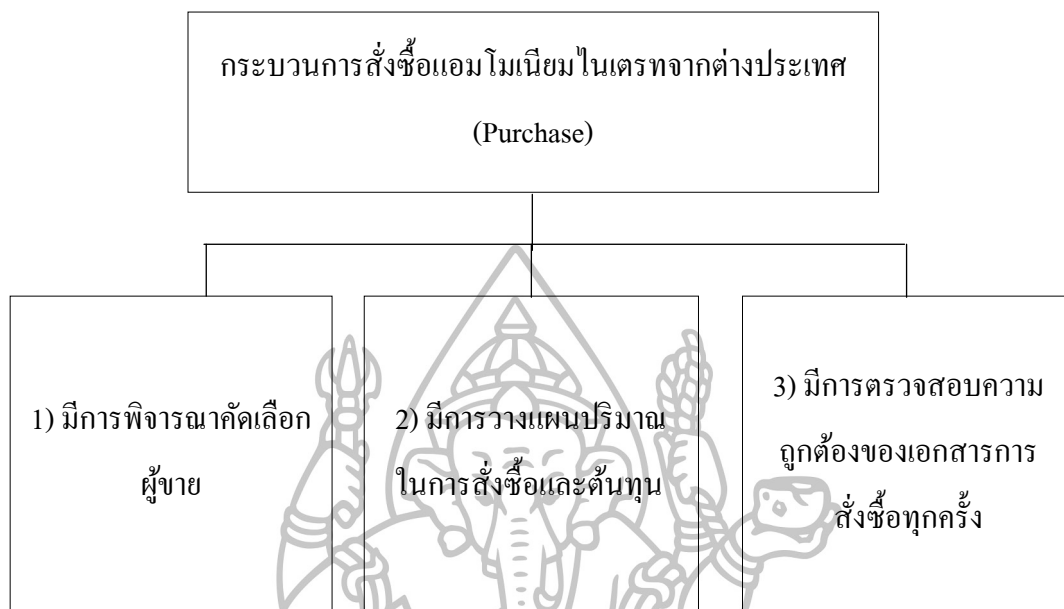 กระบวนการสั่งซื้อแอมโมเนียมไนเตรทจากต่างประเทศ
(Purchase)
1) มีการพิจารณาคัดเลือก
ผู้ขาย
2) มีการวางแผนปริมาณ
ในการสั่งซื้อและต้นทุน
3) มีการตรวจสอบความ
ถูกต้องของเอกสารการ
สั่งซื้อทุกครั้ง